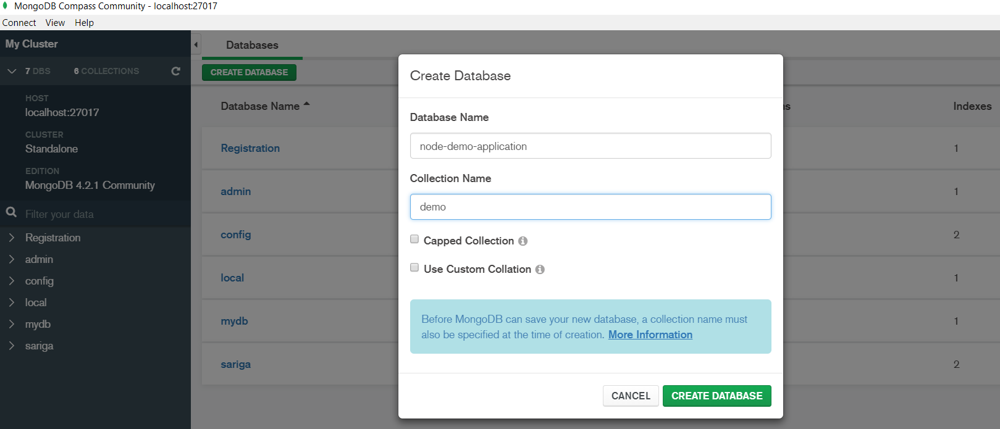 MongoDB Compass Community - localhost:27017
Connect View Help
My Cluster
7 DBS 6 COLLECTIONS
HOST
localhost:27017
CLUSTER
Standalone
EDITION
MongoDB 4.2.1 Community
Filter your data
Registration
admin
config
local
mydb
sariga
Databases
CREATE DATABASE
Database Name
Indexes
Registration 1
admin 1
config 2
local 1
mydb 1
sariga 2
Create Database
Database Name
node-demo-application
Collection Name
demo
Capped Collection
Use Custom Collation
Before MongoDB can save your new database, a collection name must
also be specified at the time of creation. More Information
CANCEL CREATE DATABASE